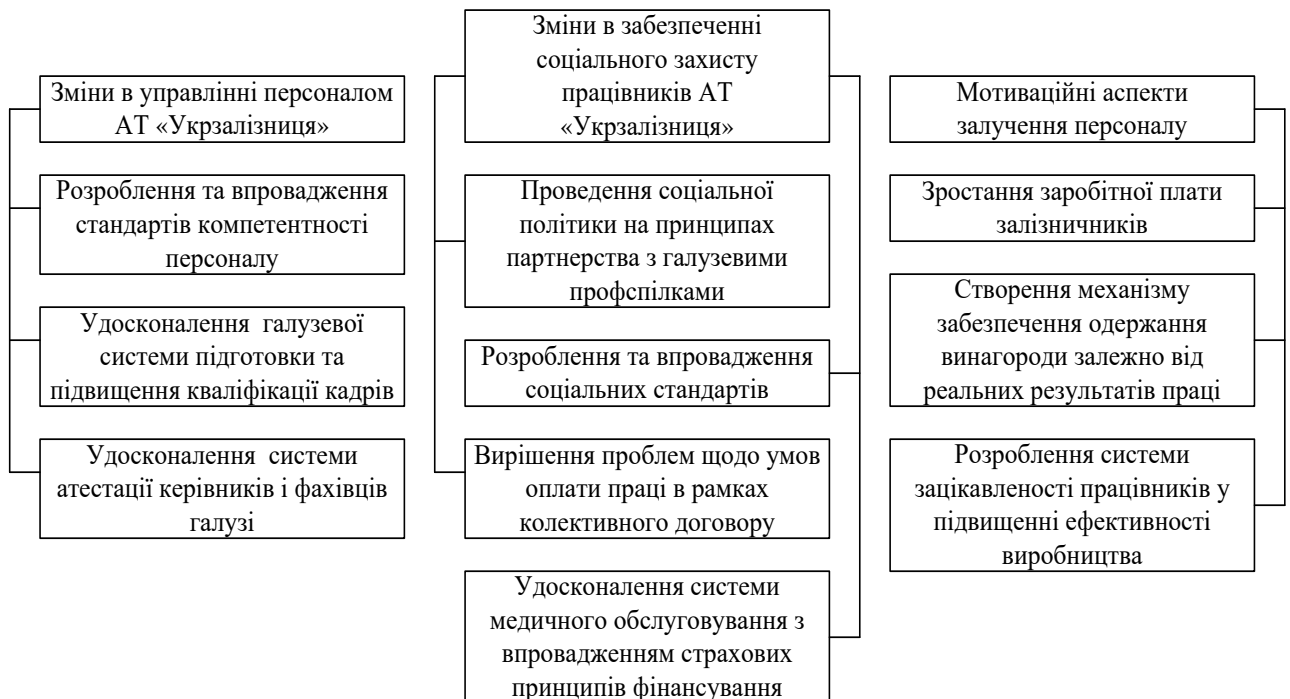 Зміни в управлінні персоналом
АТ «Укрзалізниця»
Розроблення та впровадження
стандартів компетентності
персоналу
Удосконалення галузевої
системи підготовки та
підвищення кваліфікації кадрів
Удосконалення системи
атестації керівників і фахівців
галузі
Зміни в забезпеченні
соціального захисту
працівників АТ
«Укрзалізниця»
Проведення соціальної
політики на принципах
партнерства з галузевими
профспілками
Розроблення та впровадження
соціальних стандартів
Вирішення проблем щодо умов
оплати праці в рамках
колективного договору
Удосконалення системи
медичного обслуговування з
впровадженням страхових
принципів фінансування
Мотиваційні аспекти
залучення персоналу
Зростання заробітної плати
залізничників
Створення механізму
забезпечення одержання
винагороди залежно від
реальних результатів праці
Розроблення системи
зацікавленості працівників у
підвищенні ефективності
виробництва